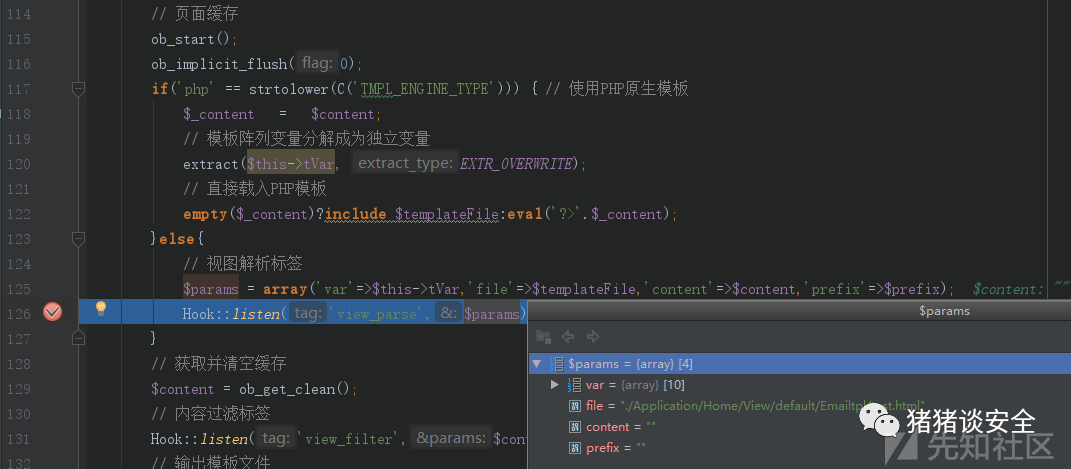 114 // 页面缓存
115 ob_start();
116 ob_implicit_flush( flag: 0);
117 if('php' == strtolower(C('TMPL_ENGINE_TYPE'))) { // 使用PHP原生模板
118 $_content   =   $content;
119 // 模板阵列变量分解成为独立变量
120 extract($this->tVar, extract_type: EXTR_OVERWRITE);
121 // 直接载入PHP模板
122 empty($_content)?include $templateFile:eval('?>'.$_content);
123 }else{
124 // 视图解析标签
125 $params = array('var'=>$this->tVar,'file'=>$templateFile,'content'=>$content,'prefix'=>$prefix); $content: ""
126 Hook::listen( tag: 'view_parse', &: $params)
127 }
128 // 获取并清空缓存
129 $content = ob_get_clean();
130 // 内容过滤标签
131 Hook::listen( tag: 'view_filter', &params: $cont
132 // 输出模板文件
$params
$params = {array} [4]
var = {array} [10]
file = "./Application/Home/View/default/Emailtpl
content = ""
prefix = ""
猪猪谈安全
先知社区